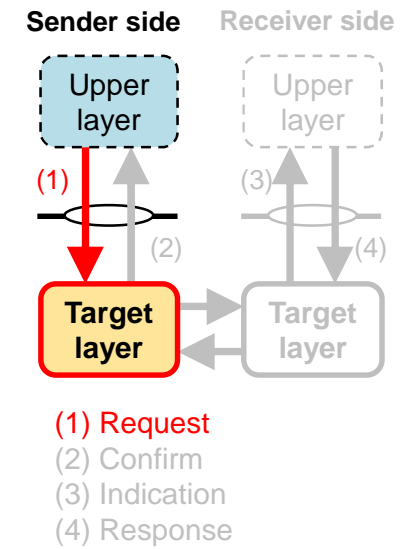 Sender side
Receiver side
Upper
layer
Upper
layer
(1)
(2)
(3)
(4)
Target
layer
Target
layer
(1) Request
(2) Confirm
(3) Indication
(4) Response